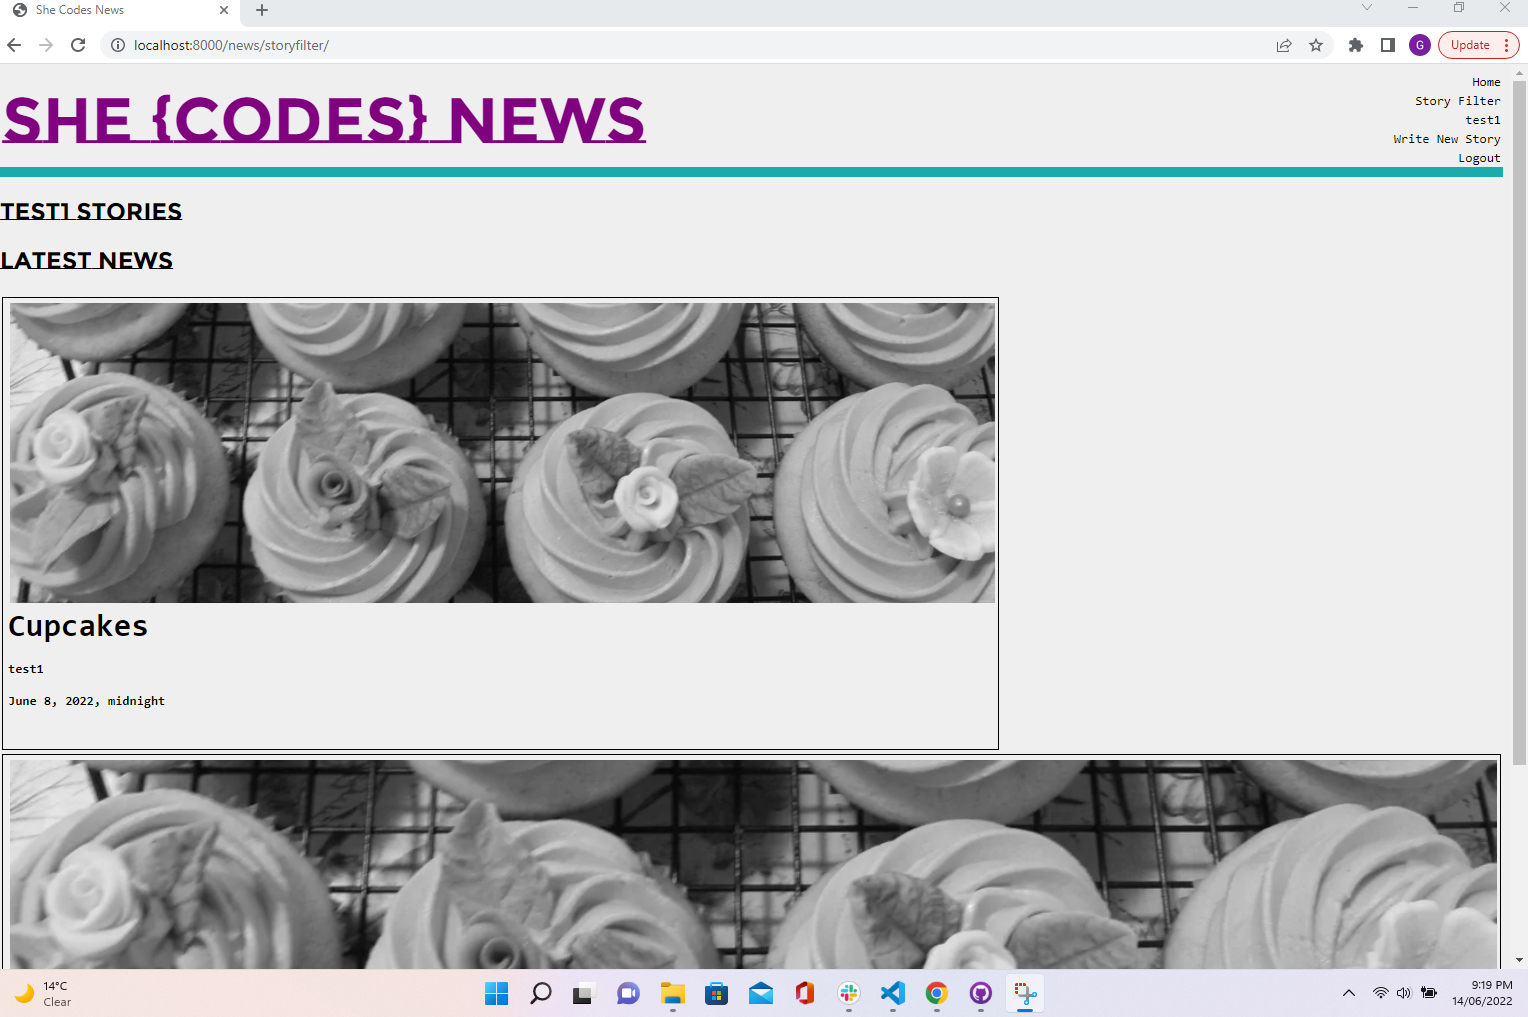 She Codes News
localhost:8000/news/storyfilter/
G
Update
SHE {CODES} NEWS
Home
Story Filter
test1
Write New Story
Logout
TEST1 STORIES
LATEST NEWS
Cupcakes
test1
June 8, 2022, midnight
14°C
Clear
9:19 PM
14/06/2022